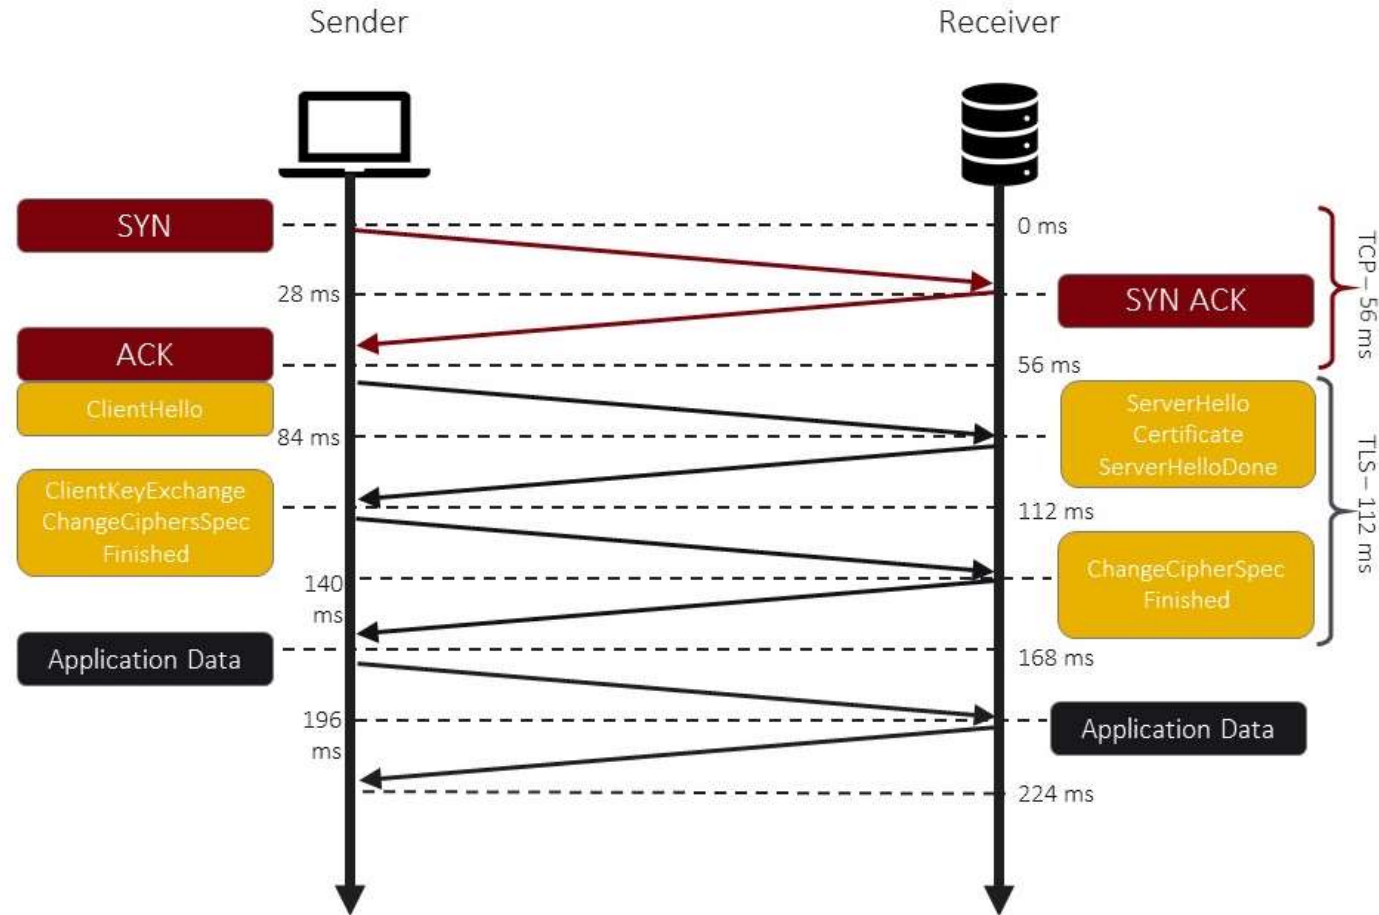 Sender
Receiver
SYN
0 ms
28 ms
SYN ACK
TCP – 56 ms
ACK
56 ms
ClientHello
84 ms
ServerHello
Certificate
ServerHelloDone
TLS – 112 ms
ClientKeyExchange
ChangeCiphersSpec
Finished
112 ms
140
ms
ChangeCipherSpec
Finished
Application Data
168 ms
196
ms
Application Data
224 ms